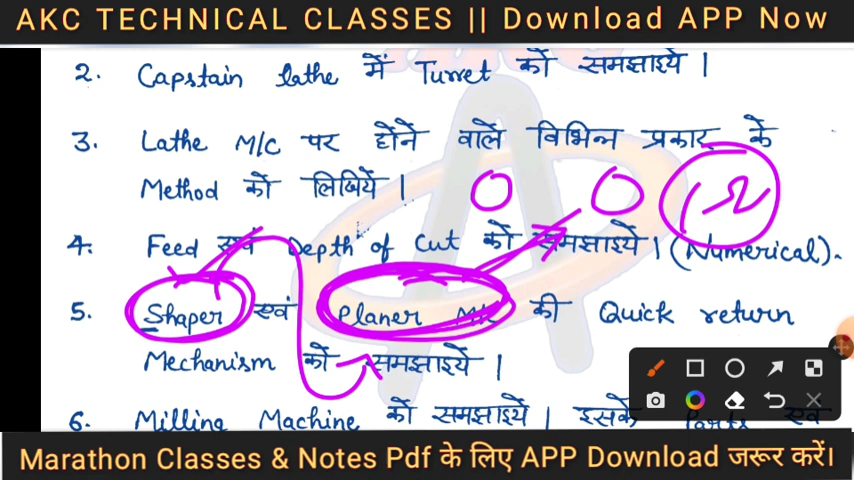 AKC TECHNICAL CLASSES || Download APP Now
2. Capstain lathe में Turret को समझाइये |
3. Lathe M/C पर होने वाले विभिन्न प्रकार के
Method को लिखिये |
4. Feed एवं Depth of Cut को समझाइये | (Numerical).
5. Shaper एवं Planer M/C की Quick return
Mechanism को समझाइये |
6. Milling Machine को समझाइये | इसके Parts एवं
Marathon Classes & Notes Pdf के लिए APP Download जरूर करें।